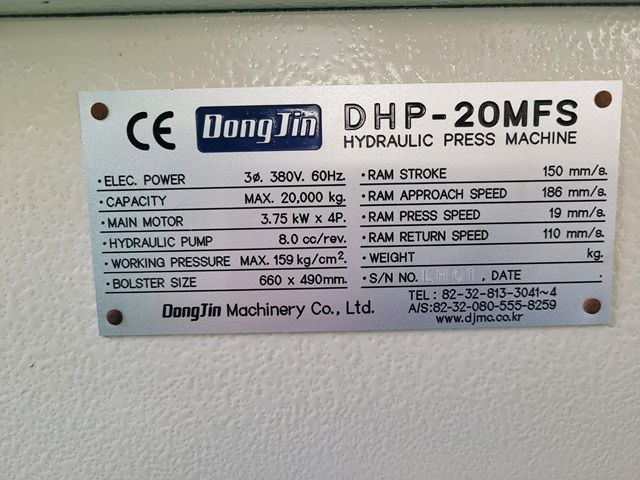 CE DongJin DHP-20MFS
HYDRAULIC PRESS MACHINE
・ELEC. POWER 3ø. 380V. 60Hz.
・CAPACITY MAX. 20,000 kg.
・MAIN MOTOR 3.75 kW x 4P.
・HYDRAULIC PUMP 8.0 cc/rev.
・WORKING PRESSURE MAX. 159 kg/cm².
・BOLSTER SIZE 660 x 490mm.
・RAM STROKE 150 mm/s.
・RAM APPROACH SPEED 186 mm/s.
・RAM PRESS SPEED 19 mm/s.
・RAM RETURN SPEED 110 mm/s.
・WEIGHT kg.
・S/N NO. LH01 , DATE .
DongJin Machinery Co., Ltd.
TEL : 82-32-813-3041~4
A/S:82-32-080-555-8259
www.djmc.co.kr